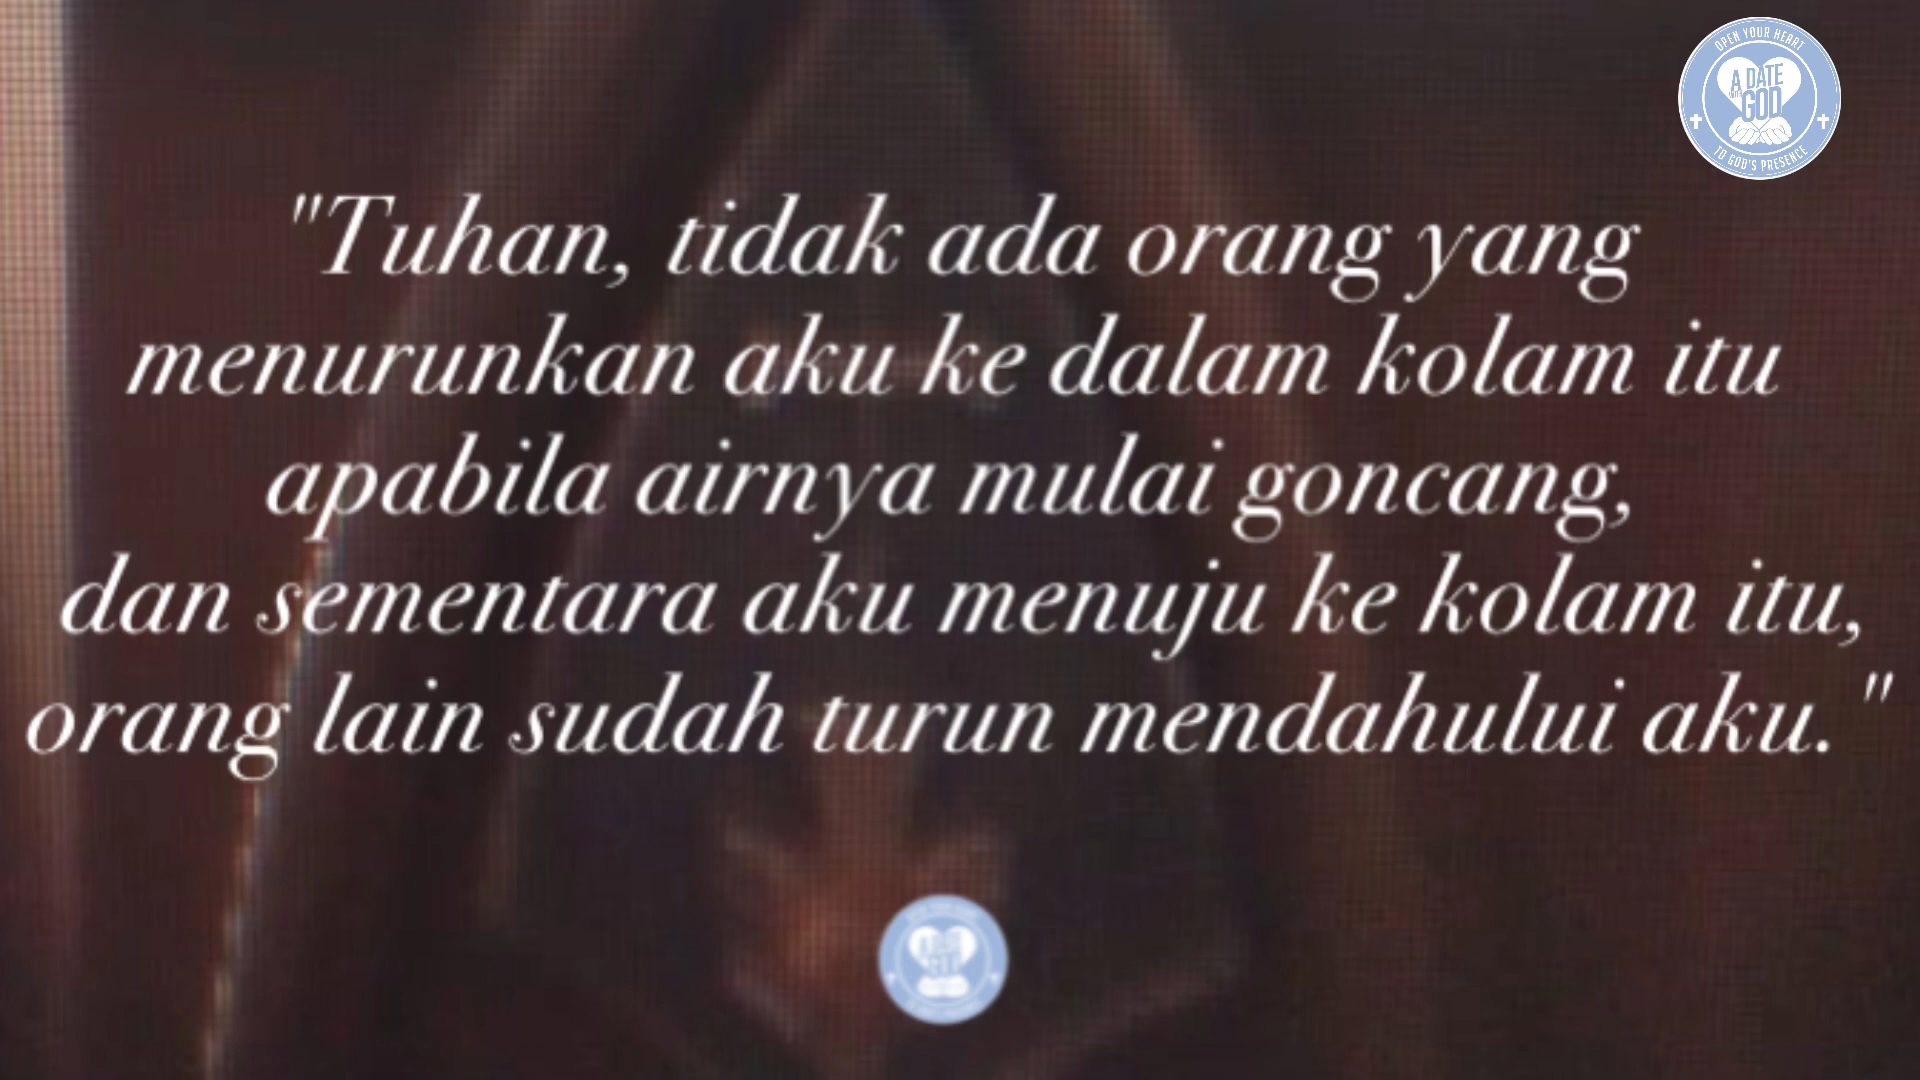 OPEN YOUR HEART
A DATE
WITH
GOD
TO GOD'S PRESENCE
"Tuhan, tidak ada orang yang
menurunkan aku ke dalam kolam itu
apabila airnya mulai goncang,
dan sementara aku menuju ke kolam itu,
orang lain sudah turun mendahului aku."